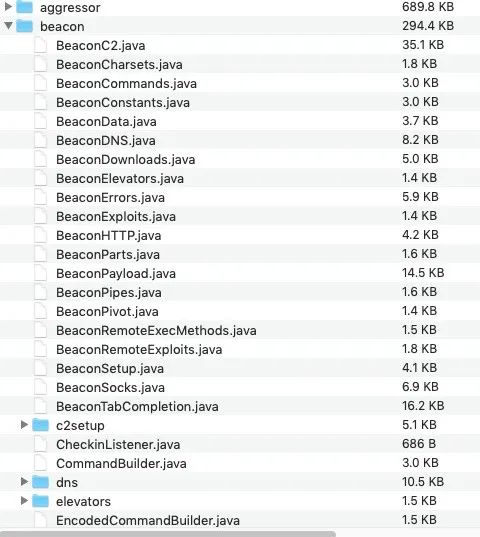 aggressor 689.8 KB
beacon 294.4 KB
BeaconC2.java 35.1 KB
BeaconCharsets.java 1.8 KB
BeaconCommands.java 3.0 KB
BeaconConstants.java 3.0 KB
BeaconData.java 3.7 KB
BeaconDNS.java 8.2 KB
BeaconDownloads.java 5.0 KB
BeaconElevators.java 1.4 KB
BeaconErrors.java 5.9 KB
BeaconExploits.java 1.4 KB
BeaconHTTP.java 4.2 KB
BeaconParts.java 1.6 KB
BeaconPayload.java 14.5 KB
BeaconPipes.java 1.6 KB
BeaconPivot.java 1.4 KB
BeaconRemoteExecMethods.java 1.5 KB
BeaconRemoteExploits.java 1.8 KB
BeaconSetup.java 4.1 KB
BeaconSocks.java 6.9 KB
BeaconTabCompletion.java 16.2 KB
c2setup 5.1 KB
CheckinListener.java 686 B
CommandBuilder.java 3.0 KB
dns 10.5 KB
elevators 1.5 KB
EncodedCommandBuilder.java 1.5 KB